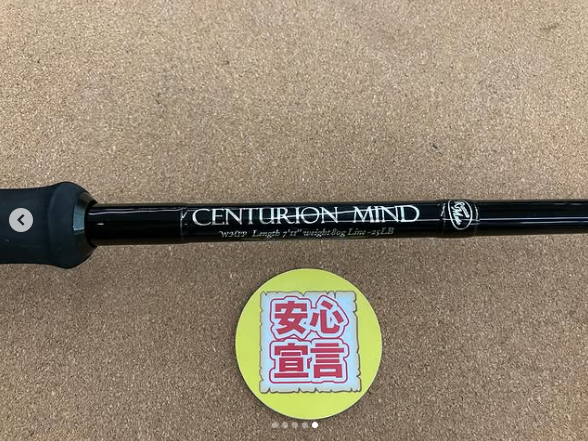 CENTURION MIND
Length 7'11" weight 80g Line ~25LB
安心
宣言